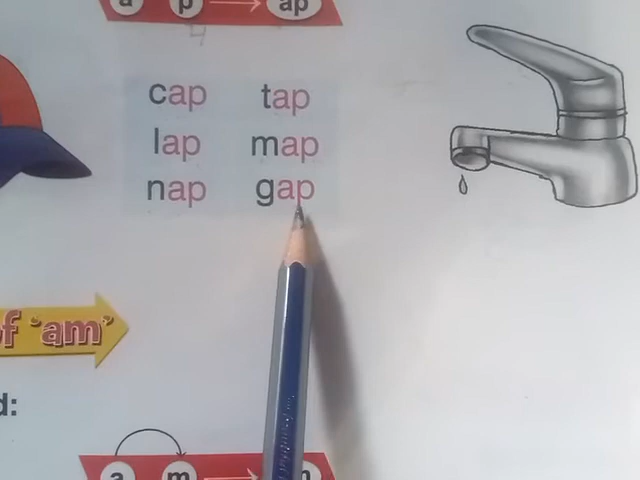 a p → ap
cap tap
lap map
nap gap
of "am"
d:
a m →